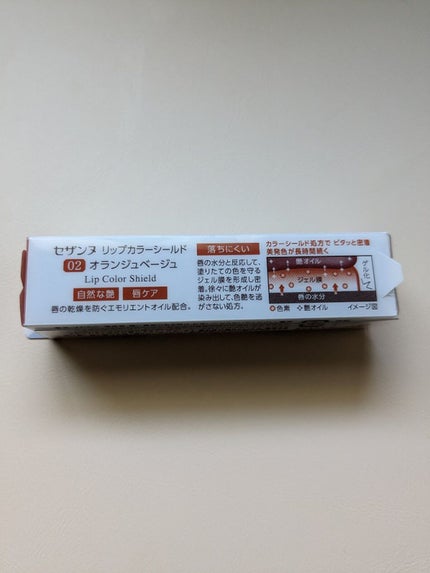 セザンヌ リップカラーシールド
02 オランジュベージュ
Lip Color Shield
自然な艶 唇ケア
唇の乾燥を防ぐエモリエントオイル配合。
落ちにくい
唇の水分と反応して、
塗りたての色を守る
ジェル膜を形成し密
着。徐々に艶オイルが
染み出して、色艶を逃
がさない処方。
カラーシールド処方で ピタッと密着
美発色が長時間続く
艶オイル
ジェル膜
唇の水分
色素 艶オイル イメージ図